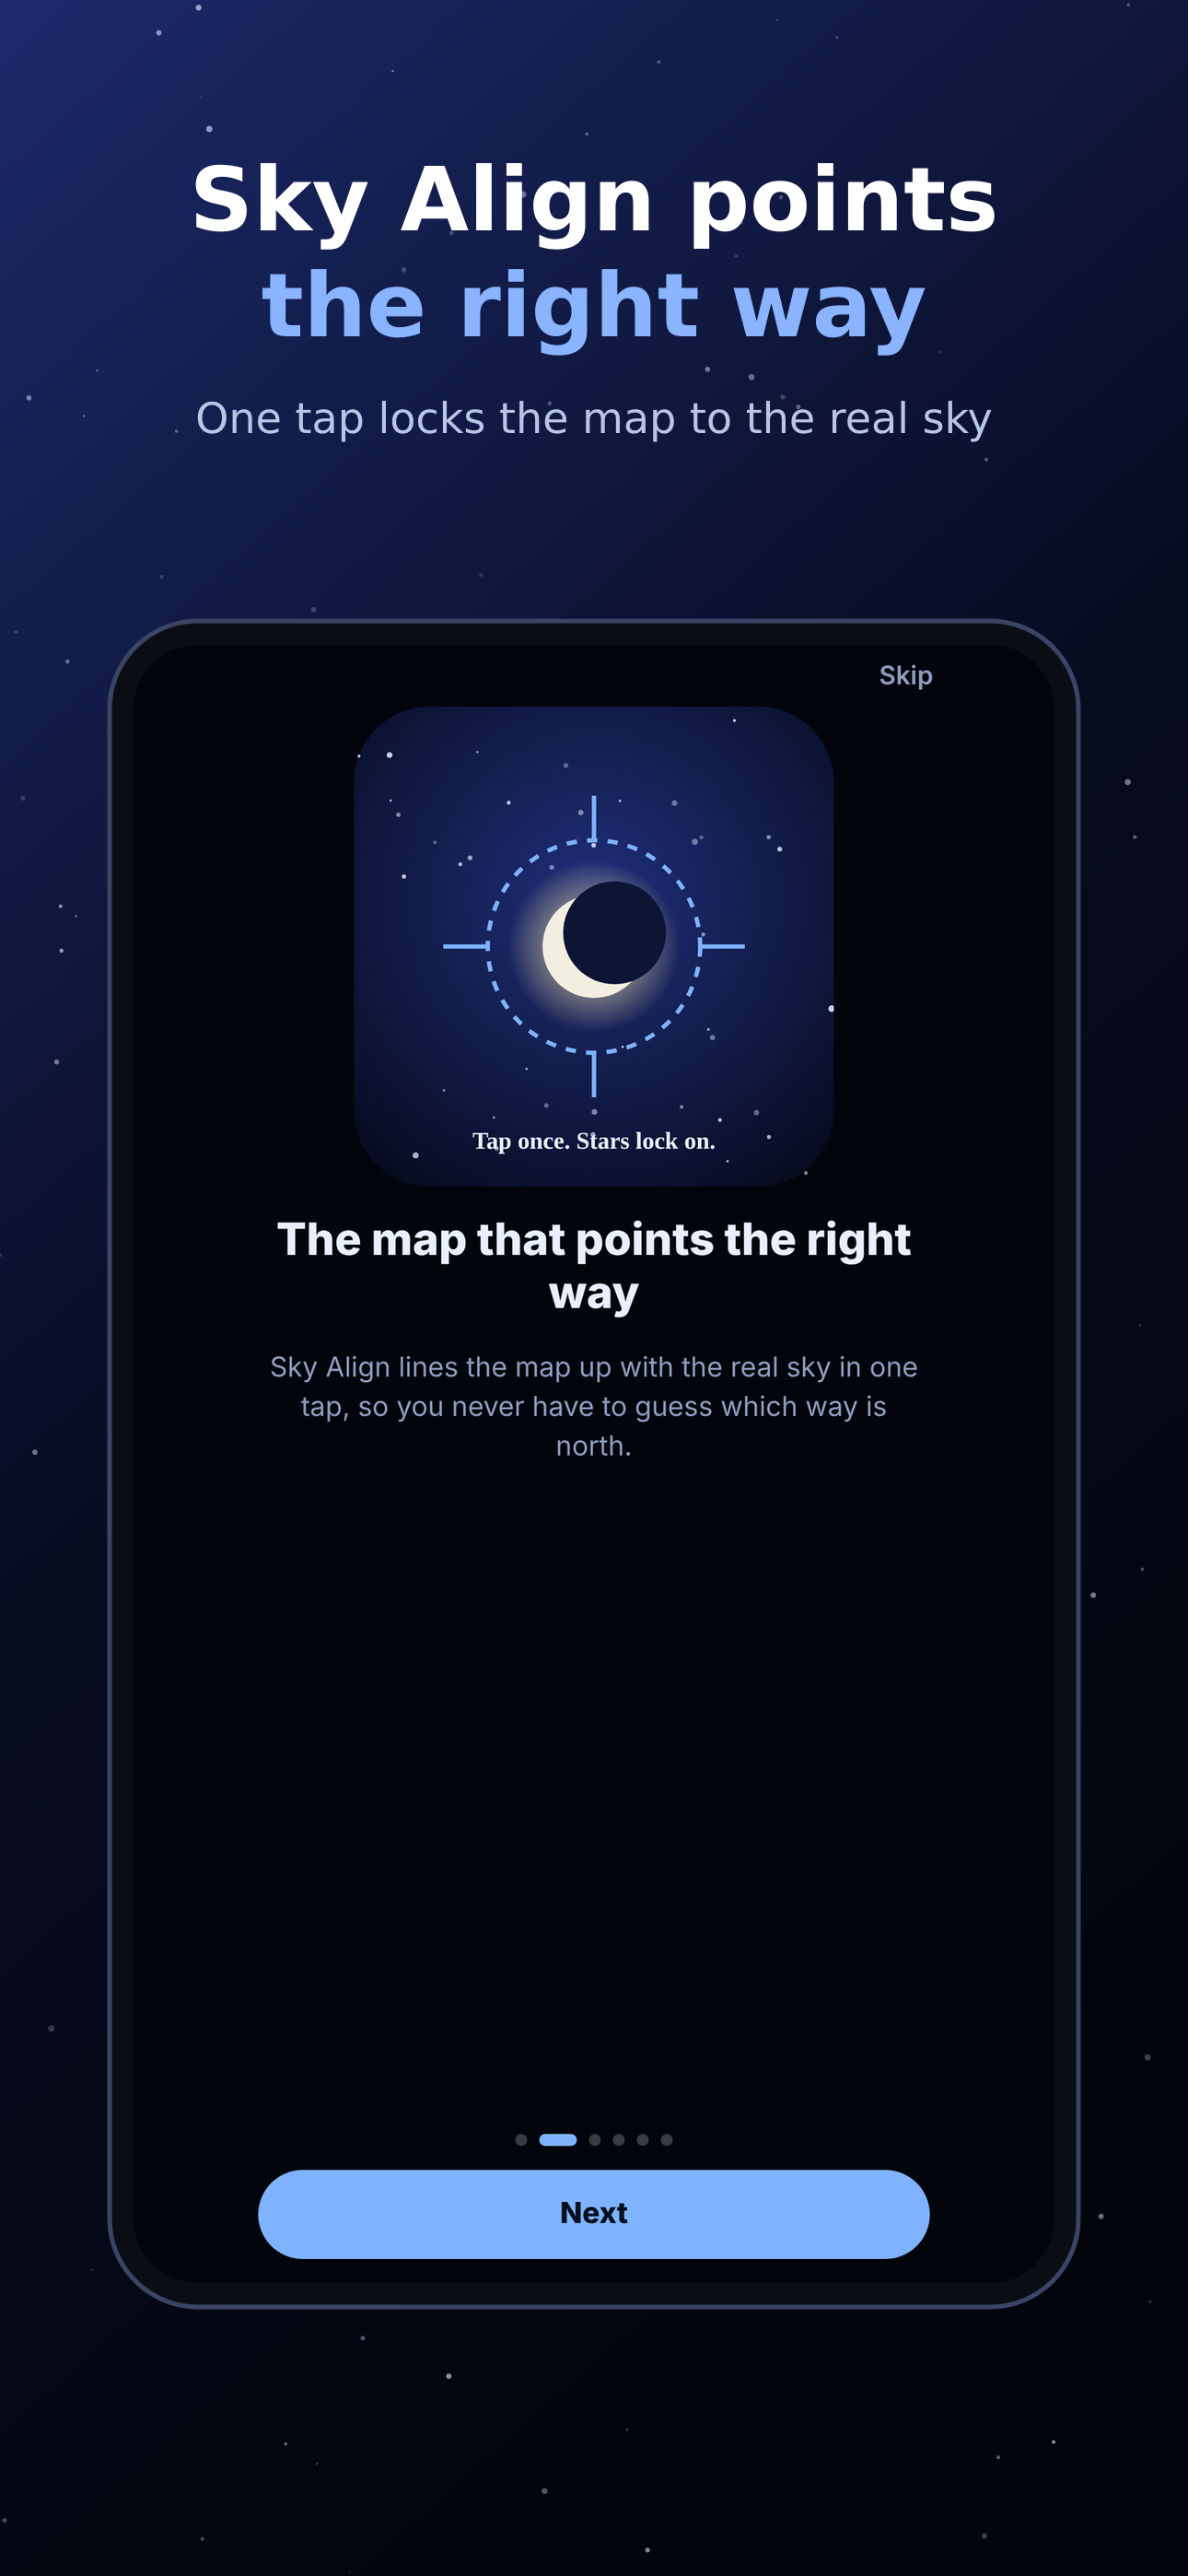 Sky Align points
the right way
One tap locks the map to the real sky
Skip
Tap once. Stars lock on.
The map that points the right
way
Sky Align lines the map up with the real sky in one
tap, so you never have to guess which way is
north.
Next